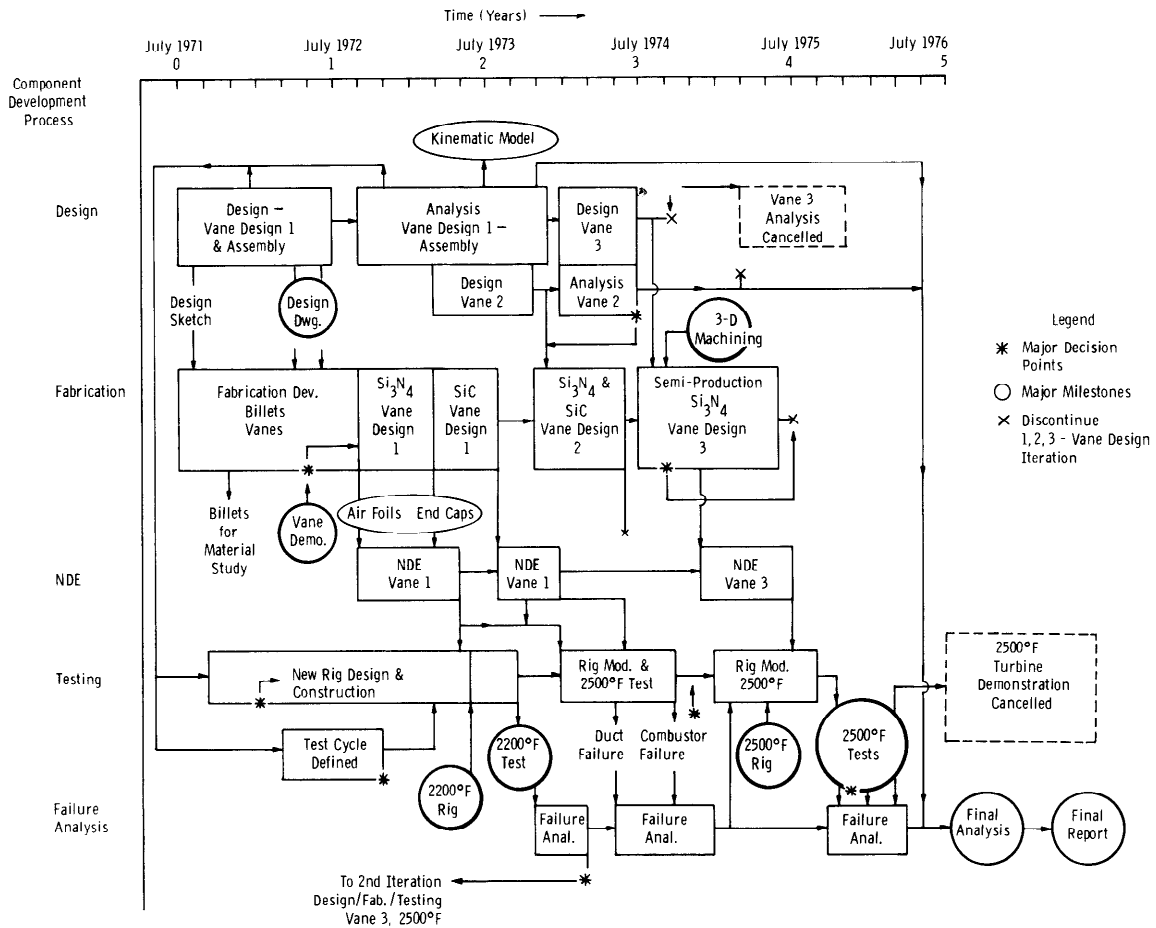 Time (Years)
July 1971 July 1972 July 1973 July 1974 July 1975 July 1976
0 1 2 3 4 5
Component
Development
Process
Kinematic Model
Design
Design –
Vane Design 1
& Assembly
Analysis
Vane Design 1 –
Assembly
Design
Vane
3
Vane 3
Analysis
Cancelled
Design
Vane 2
Analysis
Vane 2
Design
Sketch
Design
Dwg.
3-D
Machining
Legend
Major Decision
Points
Major Milestones
Discontinue
1,2,3 - Vane Design
Iteration
Fabrication
Fabrication Dev.
Billets
Vanes
Si3N4
Vane
Design
1
SiC
Vane
Design
1
Si3N4 &
SiC
Vane Design
2
Semi-Production
Si3N4
Vane Design
3
Billets
for
Material
Study
Vane
Demo.
Air Foils End Caps
NDE
NDE
Vane 1
NDE
Vane 1
NDE
Vane 3
Testing
New Rig Design &
Construction
Rig Mod. &
2500°F Test
Rig Mod.
2500°F
2500°F
Turbine
Demonstration
Cancelled
Test Cycle
Defined
2200°F
Rig
2200°F
Test
Duct
Failure
Combustor
Failure
2500°F
Rig
2500°F
Tests
Failure
Analysis
Failure
Anal.
Failure
Anal.
Failure
Anal.
Final
Analysis
Final
Report
To 2nd Iteration
Design/Fab./Testing
Vane 3, 2500°F